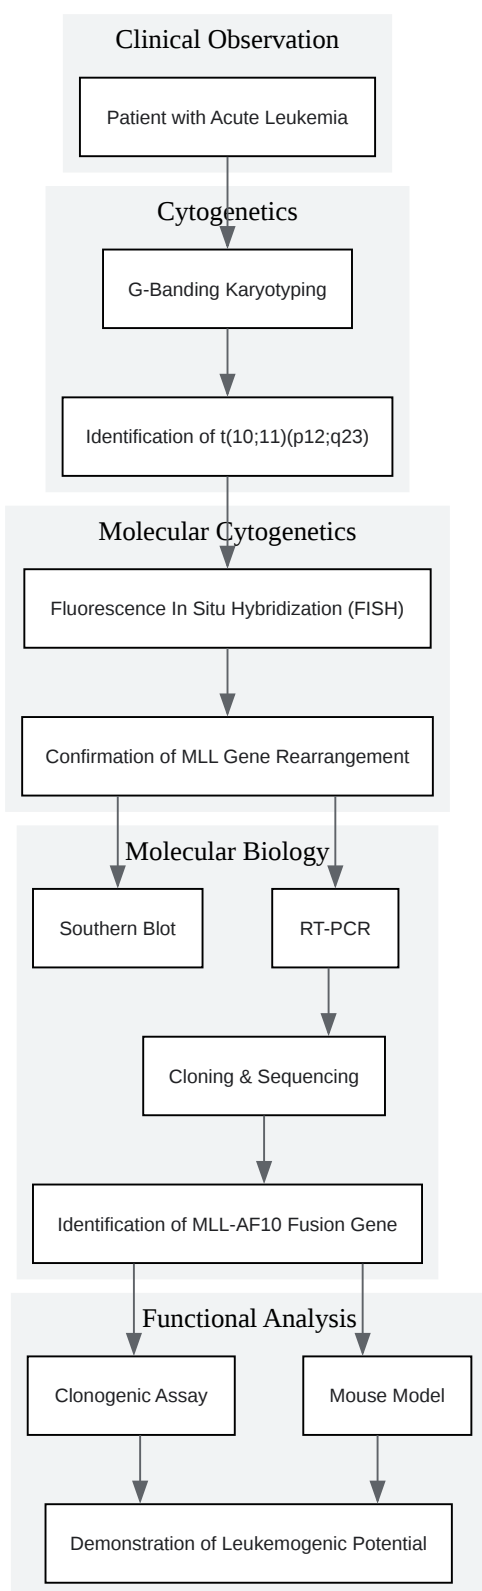 Clinical Observation
Patient with Acute Leukemia
Cytogenetics
G-Banding Karyotyping
Identification of t(10;11)(p12;q23)
Molecular Cytogenetics
Fluorescence In Situ Hybridization (FISH)
Confirmation of MLL Gene Rearrangement
Molecular Biology
Southern Blot
RT-PCR
Cloning & Sequencing
Identification of MLL-AF10 Fusion Gene
Functional Analysis
Clonogenic Assay
Mouse Model
Demonstration of Leukemogenic Potential